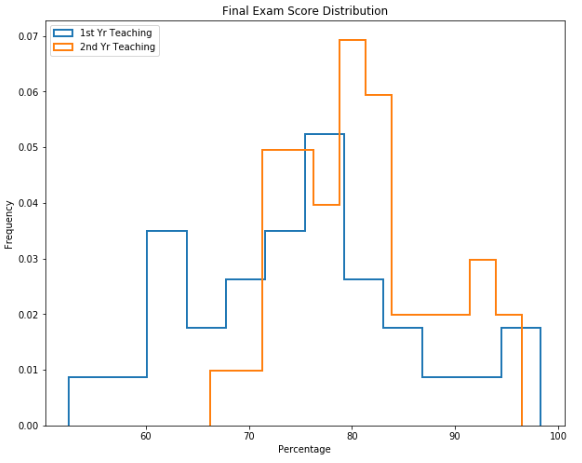 Final Exam Score Distribution
1st Yr Teaching
2nd Yr Teaching
0.07
0.06
0.05
0.04
0.03
0.02
0.01
0.00
Frequency
60 70 80 90 100
Percentage